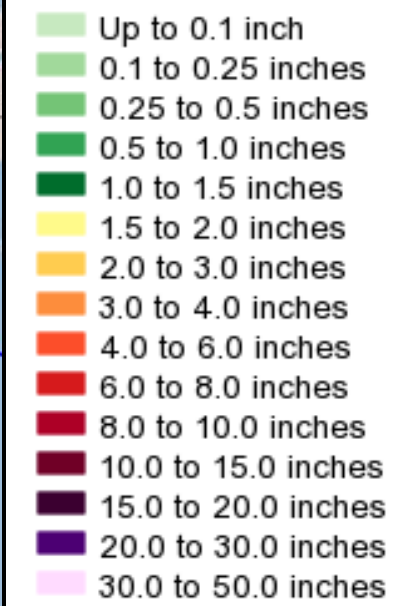 Up to 0.1 inch
0.1 to 0.25 inches
0.25 to 0.5 inches
0.5 to 1.0 inches
1.0 to 1.5 inches
1.5 to 2.0 inches
2.0 to 3.0 inches
3.0 to 4.0 inches
4.0 to 6.0 inches
6.0 to 8.0 inches
8.0 to 10.0 inches
10.0 to 15.0 inches
15.0 to 20.0 inches
20.0 to 30.0 inches
30.0 to 50.0 inches